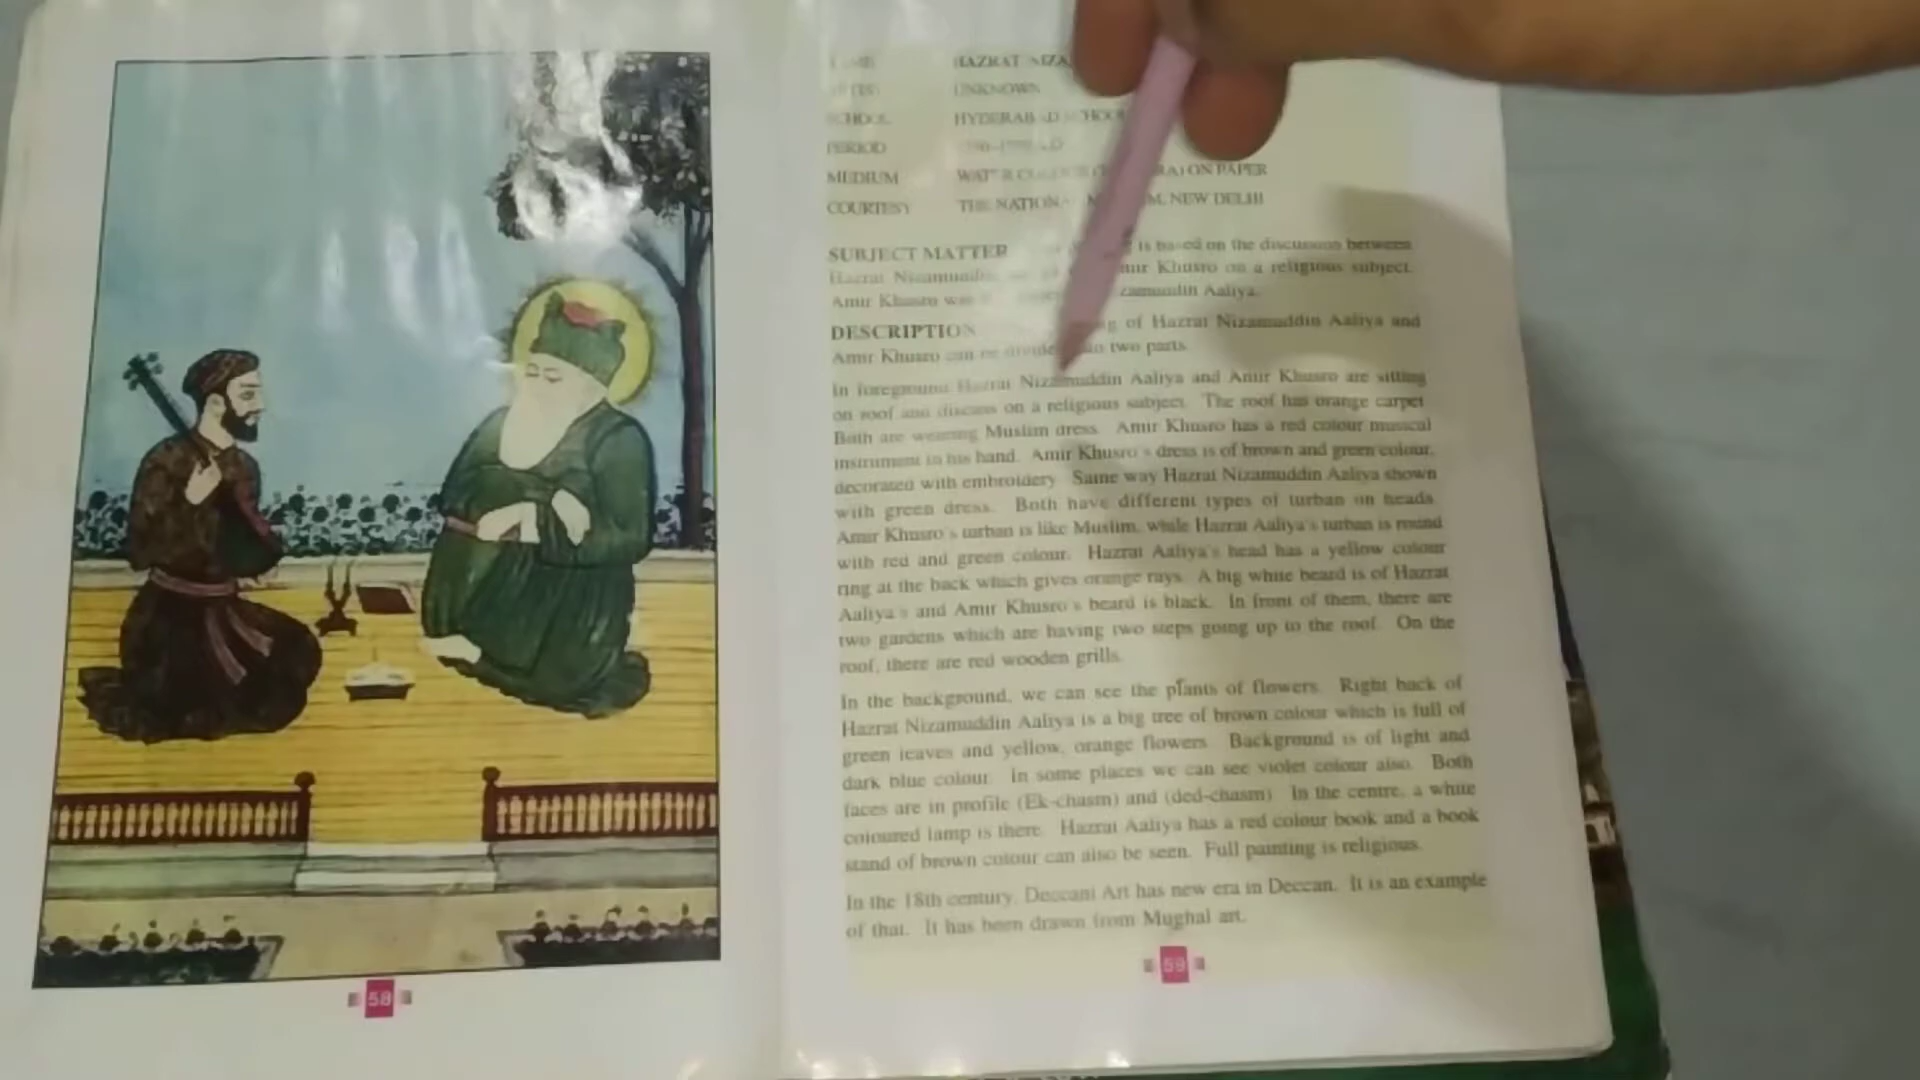 HAZRAT NIZA
UNKNOWN
SCHOOL HYDERABAD SCHOO
PERIOD
MEDIUM ON PAPER
COURTESY THE NATION NEW DELHI
SUBJECT MATTER is based on the discussion between
Hazrat Nizamuddin Khusro on a religious subject.
Amir Khusro was Aaliya.
DESCRIPTION of Hazrat Nizamuddin Aaliya and
Amir Khusro can be divided two parts.
In foreground Hazrat Nizamuddin Aaliya and Amir Khusro are sitting
on roof and discuss on a religious subject. The roof has orange carpet
Both are wearing Muslim dress. Amir Khusro has a red colour musical
instrument in his hand. Amir Khusro's dress is of brown and green colour,
decorated with embroidery. Same way Hazrat Nizamuddin Aaliya shown
with green dress. Both have different types of turban on heads.
Amir Khusro's turban is like Muslim, while Hazrat Aaliya's turban is round
with red and green colour. Hazrat Aaliya's head has a yellow colour
ring at the back which gives orange rays. A big white beard is of Hazrat
Aaliya's and Amir Khusro's beard is black. In front of them, there are
two gardens which are having two steps going up to the roof. On the
roof, there are red wooden grills.
In the background, we can see the plants of flowers. Right back of
Hazrat Nizamuddin Aaliya is a big tree of brown colour which is full of
green leaves and yellow, orange flowers. Background is of light and
dark blue colour. In some places we can see violet colour also. Both
faces are in profile (Ek-chasm) and (ded-chasm). In the centre, a white
coloured lamp is there. Hazrat Aaliya has a red colour book and a book
stand of brown colour can also be seen. Full painting is religious.
In the 18th century, Deccani Art has new era in Deccan. It is an example
of that. It has been drawn from Mughal art.
58
59